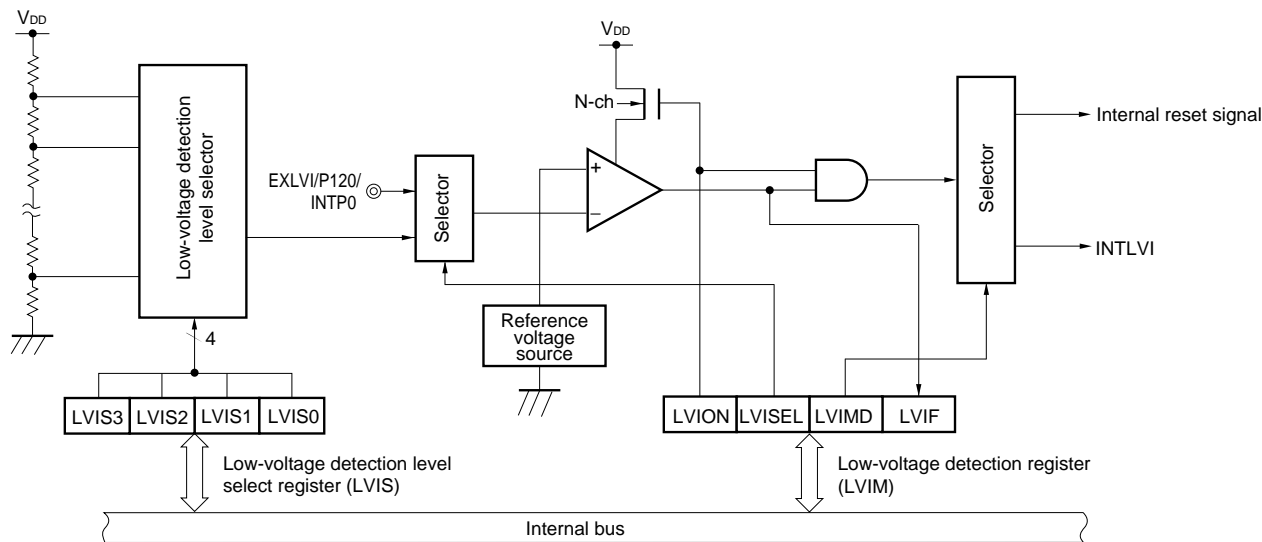 VDD
VDD
Low-voltage detection
level selector
N-ch
EXLVI/P120/
INTP0
Selector
+
−
Selector
Internal reset signal
INTLVI
Reference
voltage
source
4
LVIS3 LVIS2 LVIS1 LVIS0
LVION LVISEL LVIMD LVIF
Low-voltage detection level
select register (LVIS)
Low-voltage detection register
(LVIM)
Internal bus